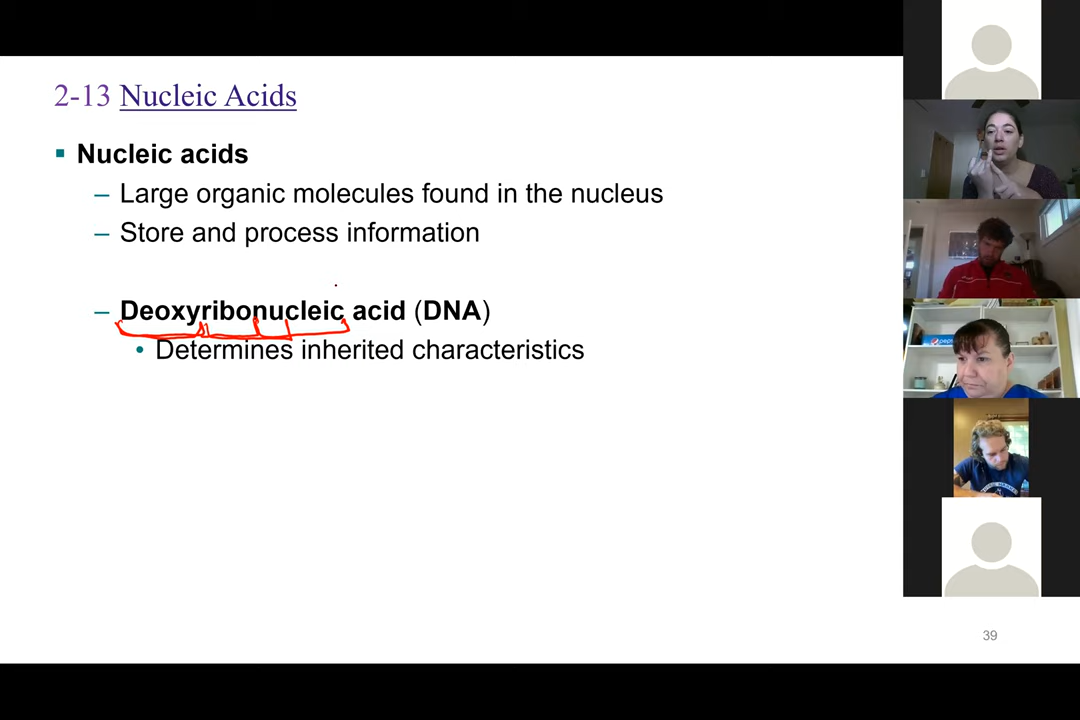 2-13 Nucleic Acids
▪ Nucleic acids
– Large organic molecules found in the nucleus
– Store and process information
– Deoxyribonucleic acid (DNA)
• Determines inherited characteristics
39
pepsi